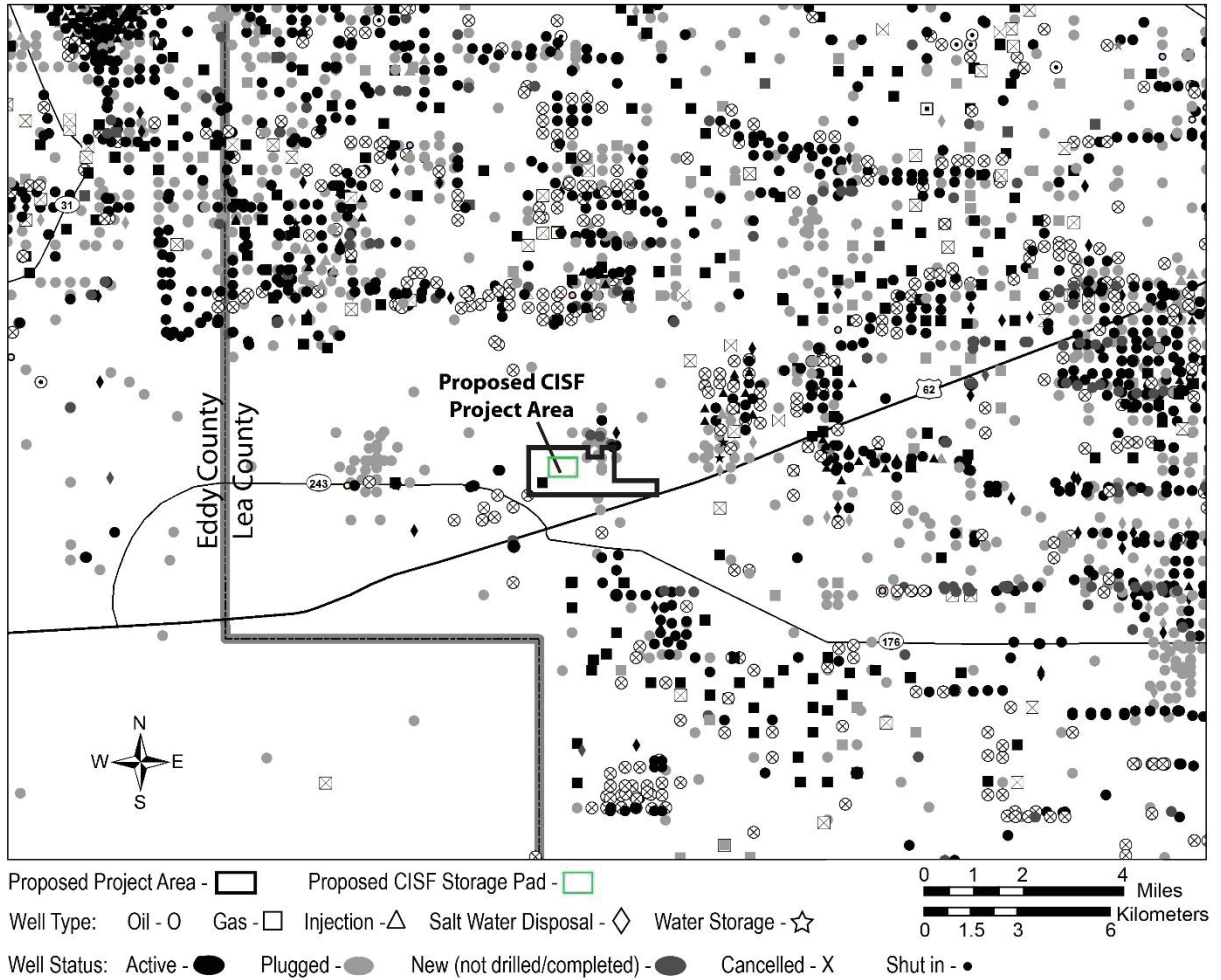 31
Proposed CISF
Project Area
62
Eddy County
Lea County
243
176
N
W E
S
Proposed Project Area - Proposed CISF Storage Pad -
0 1 2 4
Miles
Kilometers
0 1.5 3 6
Well Type: Oil - O Gas - Injection - Salt Water Disposal - Water Storage -
Well Status: Active - Plugged - New (not drilled/completed) - Cancelled - X Shut in -